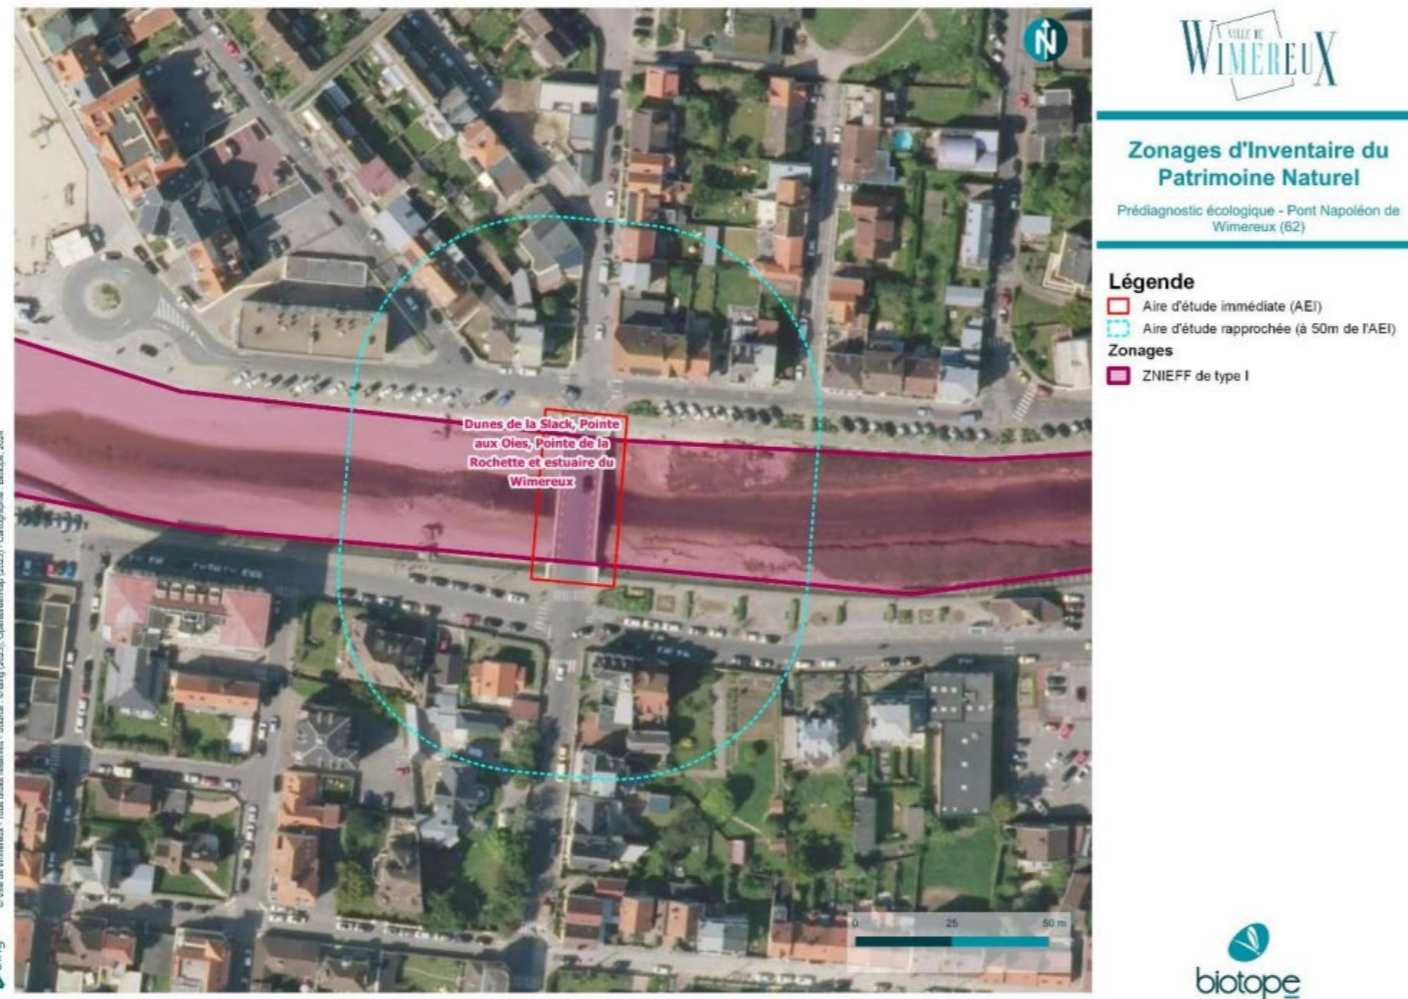 N
VILLE DE
WIMEREUX
Zonages d'Inventaire du
Patrimoine Naturel
Prédiagnostic écologique - Pont Napoléon de
Wimereux (62)
Légende
Aire d'étude immédiate (AEI)
Aire d'étude rapprochée (à 50m de l'AEI)
Zonages
ZNIEFF de type I
Dunes de la Slack, Pointe
aux Oies, Pointe de la
Rochette et estuaire du
Wimereux
0 25 50 m
biotope